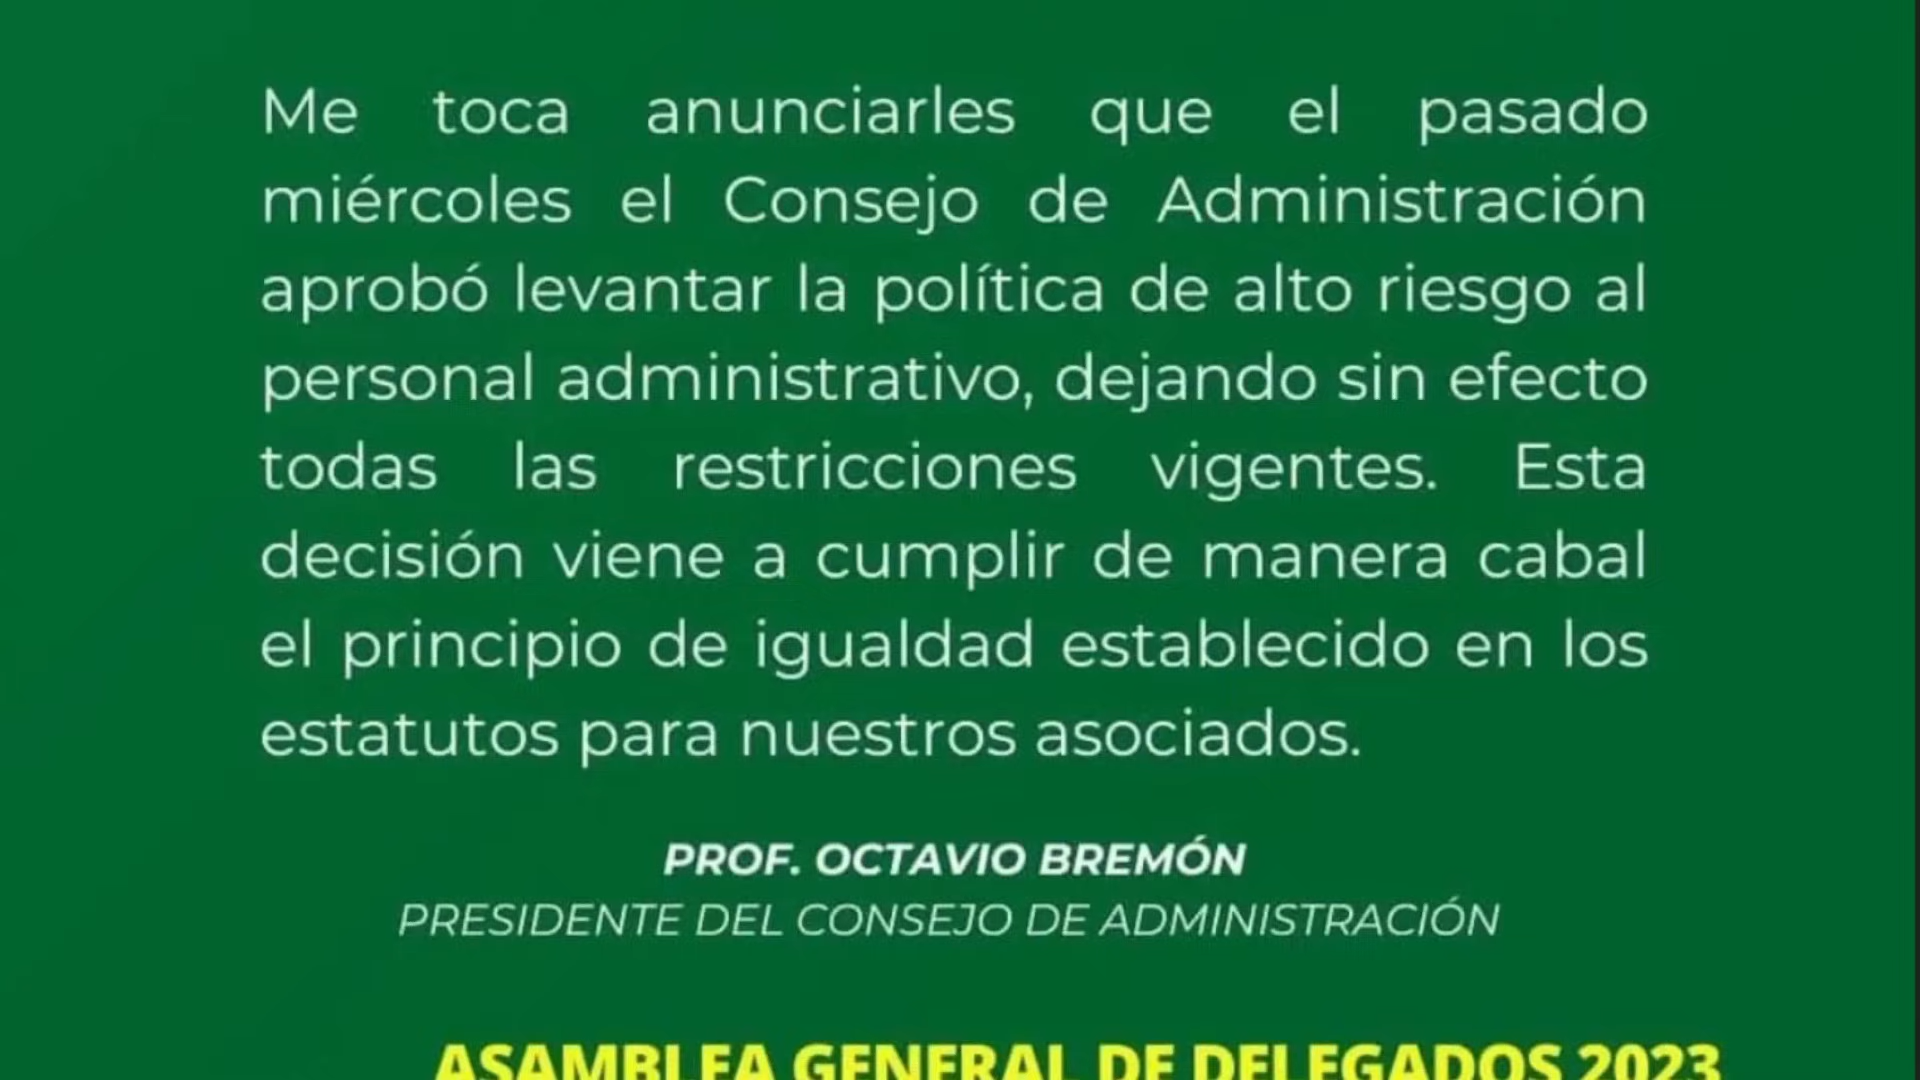 Me toca anunciarles que el pasado
miércoles el Consejo de Administración
aprobó levantar la política de alto riesgo al
personal administrativo, dejando sin efecto
todas las restricciones vigentes. Esta
decisión viene a cumplir de manera cabal
el principio de igualdad establecido en los
estatutos para nuestros asociados.
PROF. OCTAVIO BREMÓN
PRESIDENTE DEL CONSEJO DE ADMINISTRACIÓN
ASAMBLEA GENERAL DE DELEGADOS 2023